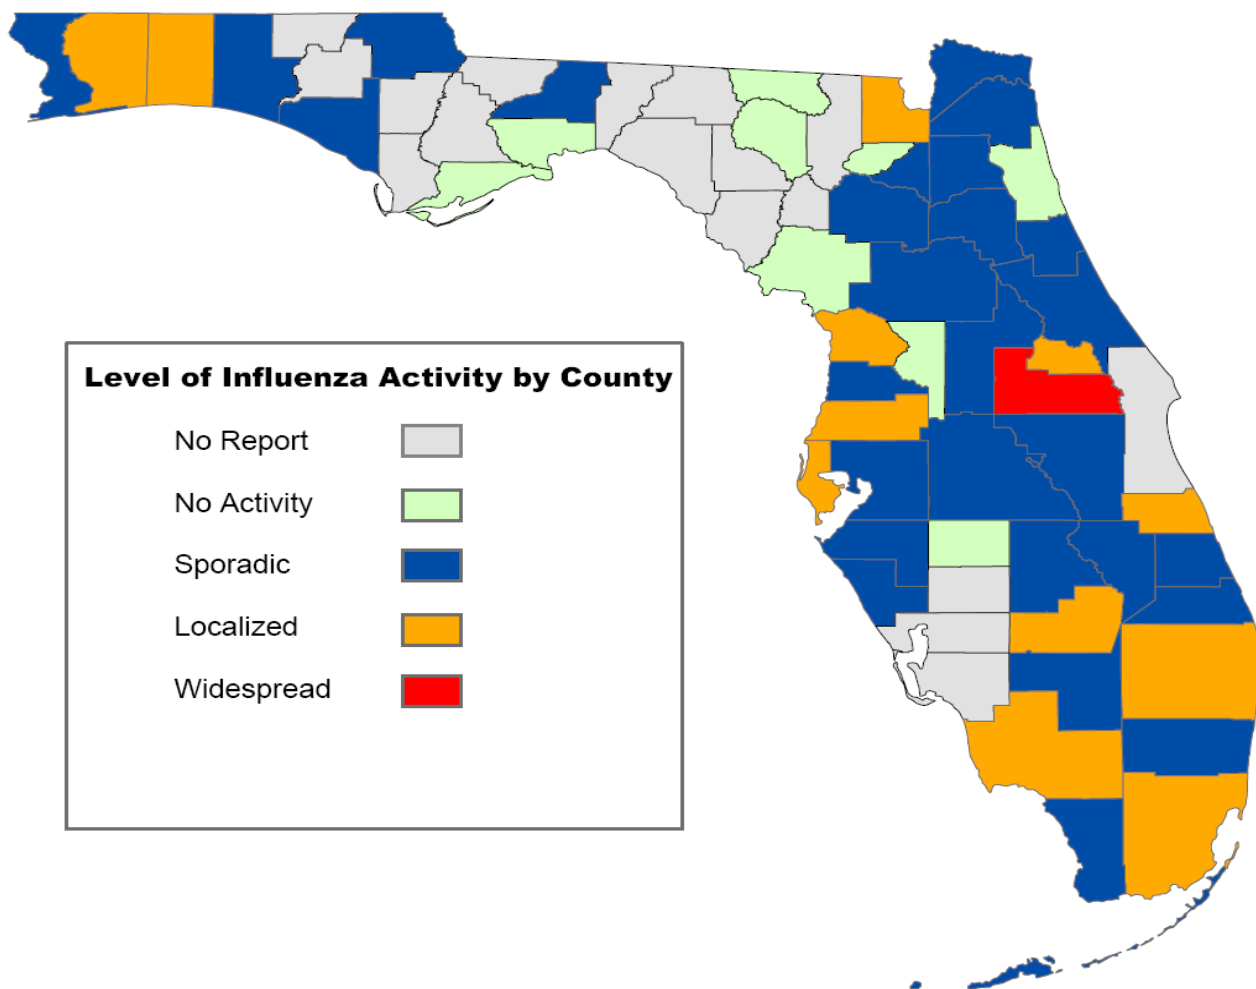 Level of Influenza Activity by County
No Report
No Activity
Sporadic
Localized
Widespread